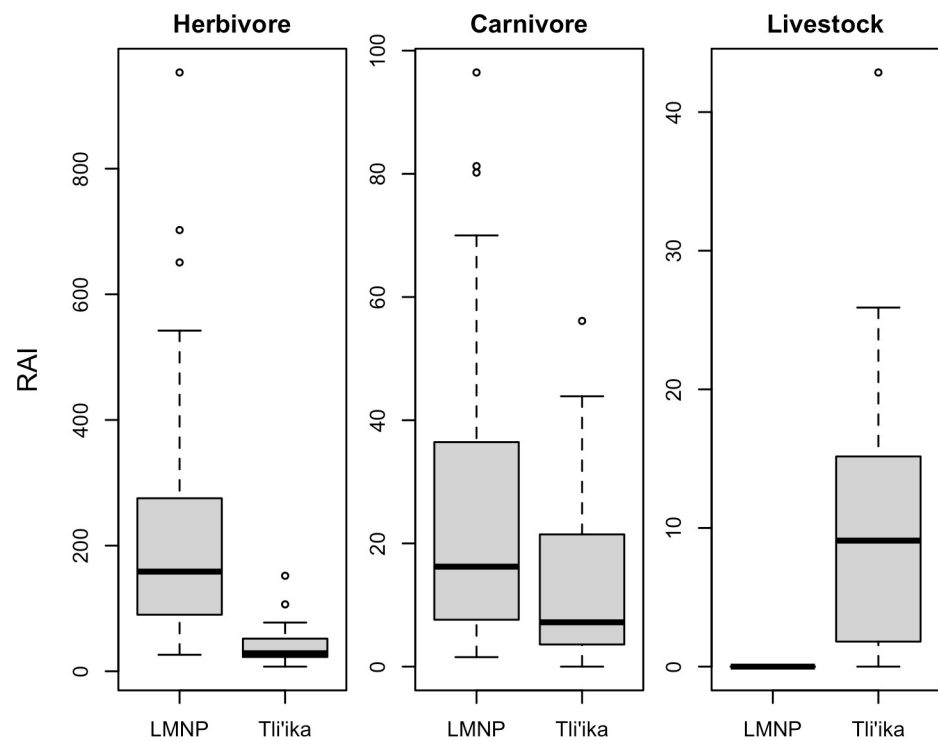 Herbivore Carnivore Livestock
RAI
0 200 400 600 800
0 20 40 60 80 100
0 10 20 30 40
LMNP Tli'ika LMNP Tli'ika LMNP Tli'ika